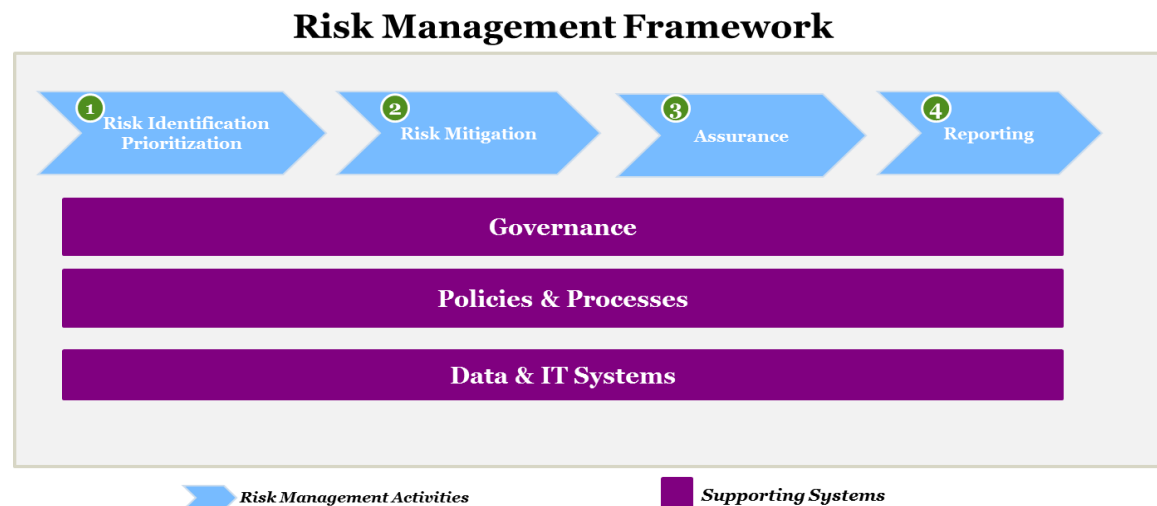 Risk Management Framework
1
Risk Identification
Prioritization
2
Risk Mitigation
3
Assurance
4
Reporting
Governance
Policies & Processes
Data & IT Systems
Risk Management Activities
Supporting Systems